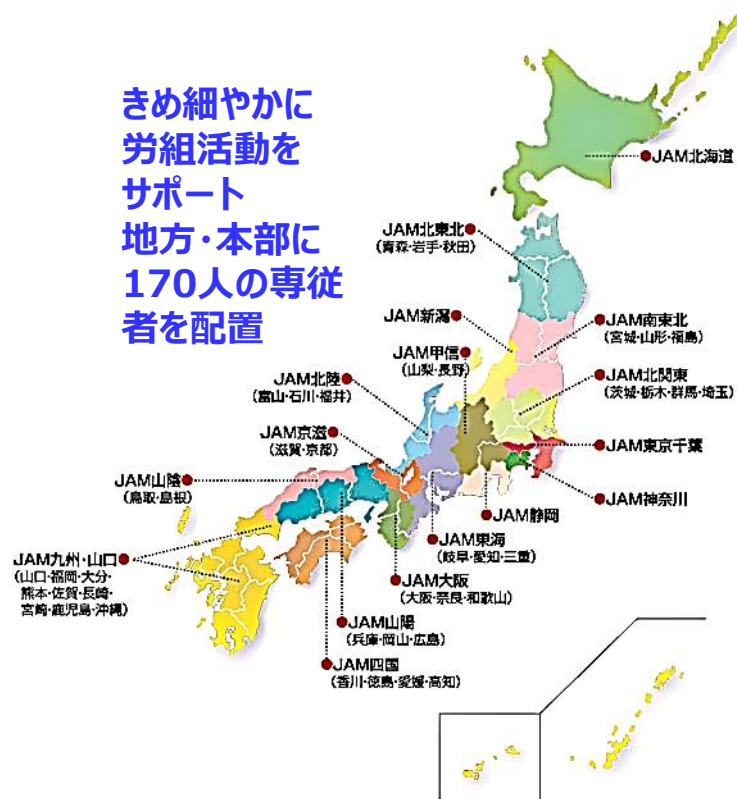 きめ細やかに
労組活動を
サポート
地方・本部に
170人の専従
者を配置
JAM北海道
JAM北東北
(青森・岩手・秋田)
JAM新潟
JAM南東北
(宮城・山形・福島)
JAM甲信
(山梨・長野)
JAM北陸
(富山・石川・福井)
JAM北関東
(茨城・栃木・群馬・埼玉)
JAM京滋
(滋賀・京都)
JAM東京千葉
JAM山陰
(鳥取・島根)
JAM神奈川
JAM静岡
JAM東海
(岐阜・愛知・三重)
JAM九州・山口
(山口・福岡・大分・
熊本・佐賀・長崎・
宮崎・鹿児島・沖縄)
JAM大阪
(大阪・奈良・和歌山)
JAM山陽
(兵庫・岡山・広島)
JAM四国
(香川・徳島・愛媛・高知)